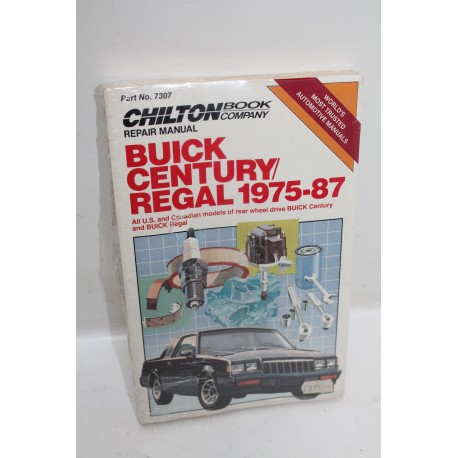 Part No. 7307
CHILTON BOOK COMPANY
REPAIR MANUAL
WORLD'S
MOST TRUSTED
AUTOMOTIVE MANUALS
BUICK
CENTURY/
REGAL 1975-87
All U.S. and Canadian models of rear wheel drive BUICK Century
and BUICK Regal